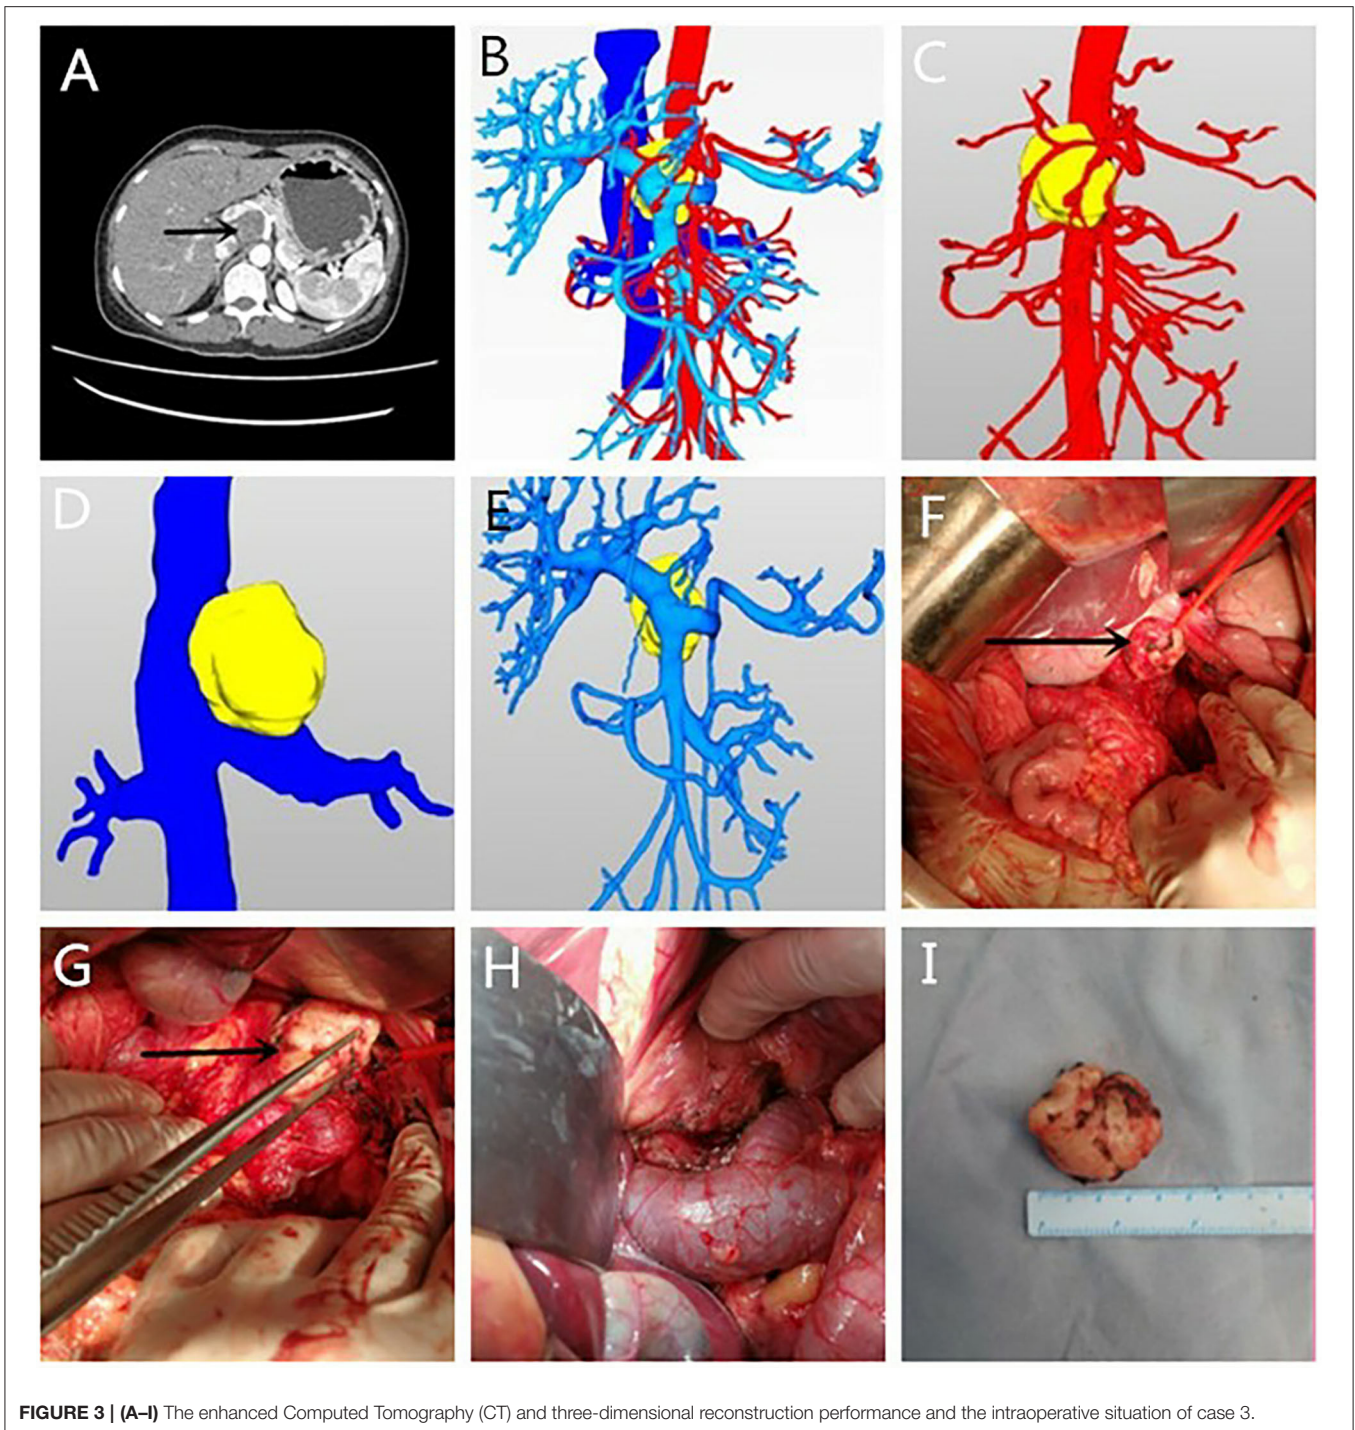 A
B
C
D
E
F
G
H
I
FIGURE 3 | (A–I) The enhanced Computed Tomography (CT) and three-dimensional reconstruction performance and the intraoperative situation of case 3.